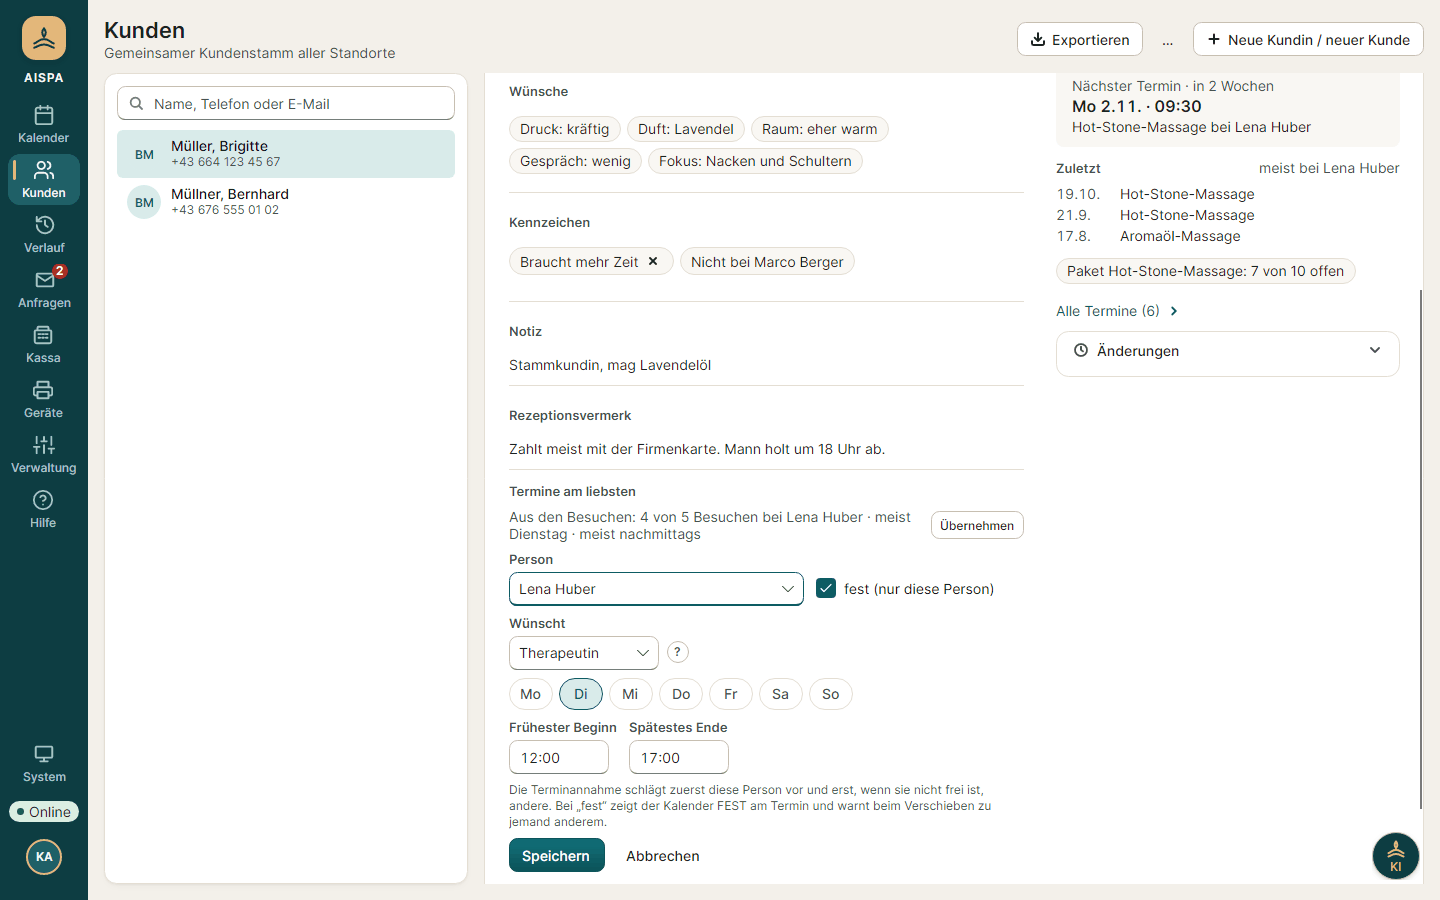 AISPA
Kalender
Kunden
Verlauf
2
Anfragen
Kassa
Geräte
Verwaltung
Hilfe
System
Online
KA
Kunden
Gemeinsamer Kundenstamm aller Standorte
Exportieren
...
Neue Kundin / neuer Kunde
Name, Telefon oder E-Mail
BM
Müller, Brigitte
+43 664 123 45 67
BM
Müllner, Bernhard
+43 676 555 01 02
Wünsche
Druck: kräftig
Duft: Lavendel
Raum: eher warm
Gespräch: wenig
Fokus: Nacken und Schultern
Kennzeichen
Braucht mehr Zeit
Nicht bei Marco Berger
Notiz
Stammkundin, mag Lavendelöl
Rezeptionsvermerk
Zahlt meist mit der Firmenkarte. Mann holt um 18 Uhr ab.
Termine am liebsten
Aus den Besuchen: 4 von 5 Besuchen bei Lena Huber · meist
Dienstag · meist nachmittags
Übernehmen
Person
Lena Huber
fest (nur diese Person)
Wünscht
Therapeutin
?
Mo
Di
Mi
Do
Fr
Sa
So
Frühester Beginn
Spätestes Ende
12:00
17:00
Die Terminannahme schlägt zuerst diese Person vor und erst, wenn sie nicht frei ist,
andere. Bei „fest“ zeigt der Kalender FEST am Termin und warnt beim Verschieben zu
jemand anderem.
Speichern
Abbrechen
Nächster Termin · in 2 Wochen
Mo 2.11. · 09:30
Hot-Stone-Massage bei Lena Huber
Zuletzt
meist bei Lena Huber
19.10.
Hot-Stone-Massage
21.9.
Hot-Stone-Massage
17.8.
Aromaöl-Massage
Paket Hot-Stone-Massage: 7 von 10 offen
Alle Termine (6)
Änderungen
KI